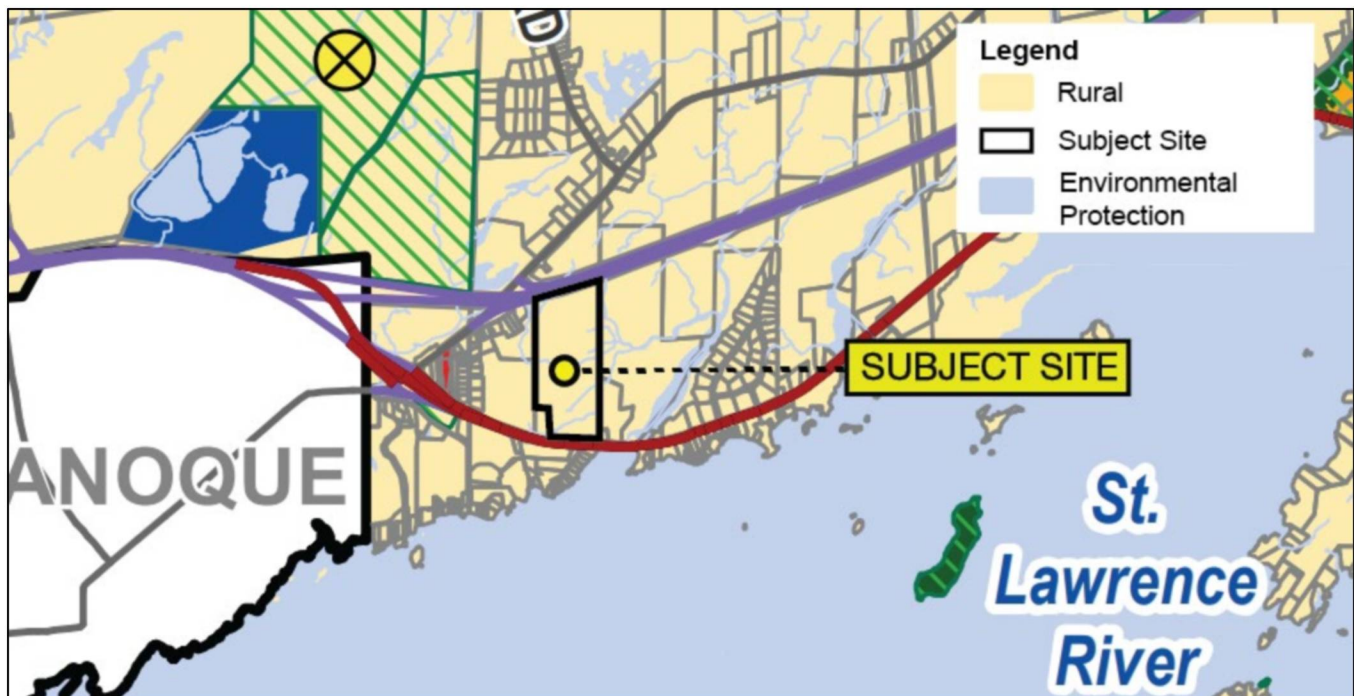 Legend
Rural
Subject Site
Environmental
Protection
SUBJECT SITE
ANOQUE
St.
Lawrence
River